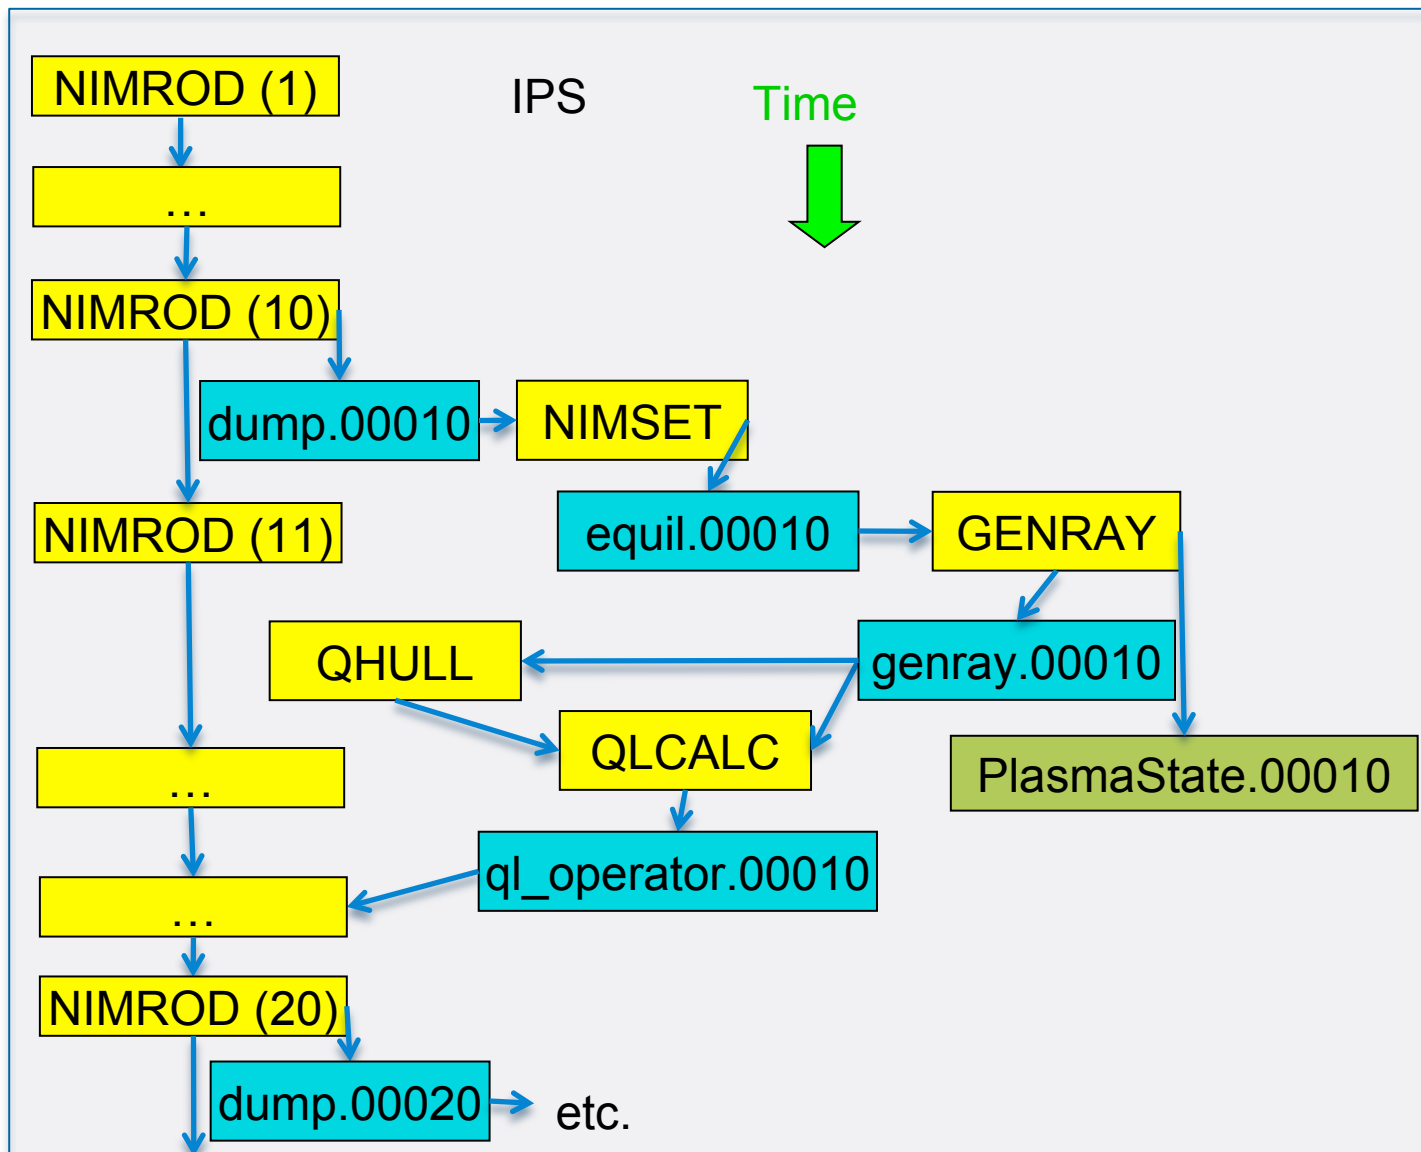 NIMROD (1)
IPS
Time
…
NIMROD (10)
dump.00010
NIMSET
NIMROD (11)
equil.00010
GENRAY
QHULL
genray.00010
QLCALC
PlasmaState.00010
…
ql_operator.00010
…
NIMROD (20)
dump.00020
etc.